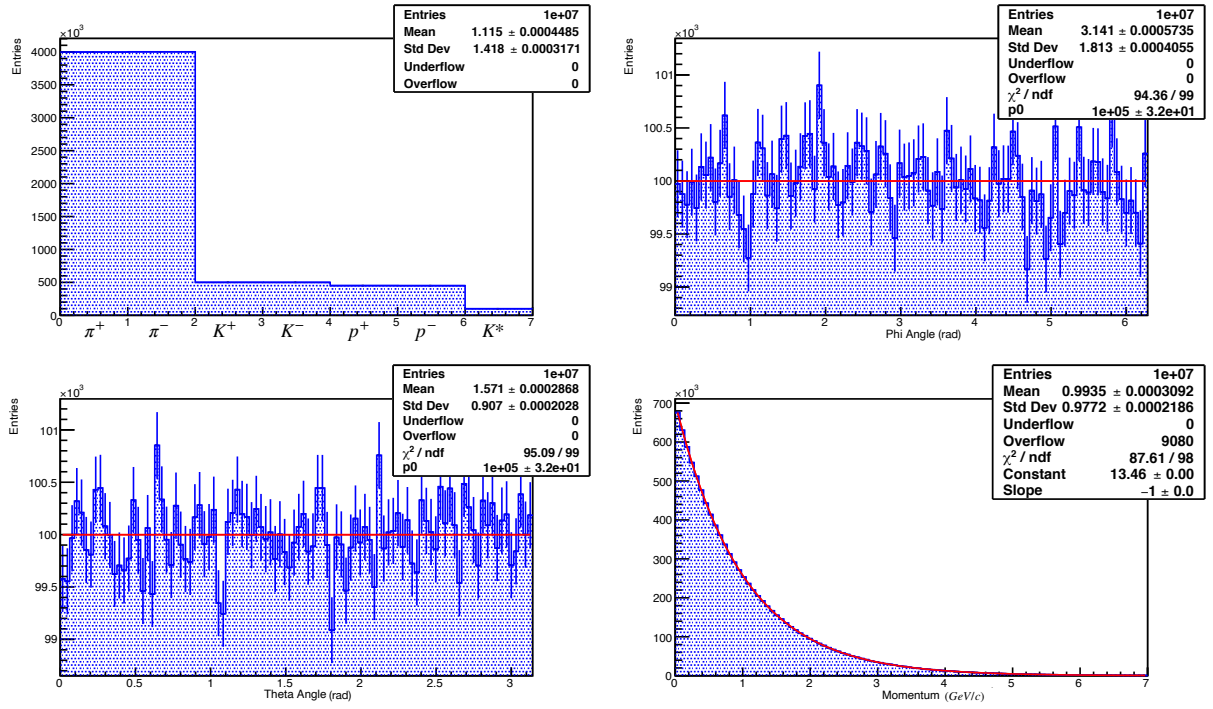 ×10³
Entries
Entries 1e+07
Mean 1.115 ± 0.0004485
Std Dev 1.418 ± 0.0003171
Underflow 0
Overflow 0
4000
3500
3000
2500
2000
1500
1000
500
0
0 1 2 3 4 5 6 7
π⁺ π⁻ K⁺ K⁻ p⁺ p⁻ K*
×10³
Entries
Entries 1e+07
Mean 3.141 ± 0.0005735
Std Dev 1.813 ± 0.0004055
Underflow 0
Overflow 0
χ² / ndf 94.36 / 99
p0 1e+05 ± 3.2e+01
101
100.5
100
99.5
99
0 1 2 3 4 5 6
Phi Angle (rad)
×10³
Entries
Entries 1e+07
Mean 1.571 ± 0.0002868
Std Dev 0.907 ± 0.0002028
Underflow 0
Overflow 0
χ² / ndf 95.09 / 99
p0 1e+05 ± 3.2e+01
101
100.5
100
99.5
99
0 0.5 1 1.5 2 2.5 3
Theta Angle (rad)
×10³
Entries
Entries 1e+07
Mean 0.9935 ± 0.0003092
Std Dev 0.9772 ± 0.0002186
Underflow 0
Overflow 9080
χ² / ndf 87.61 / 98
Constant 13.46 ± 0.00
Slope −1 ± 0.0
700
600
500
400
300
200
100
0
0 1 2 3 4 5 6 7
Momentum (GeV/c)